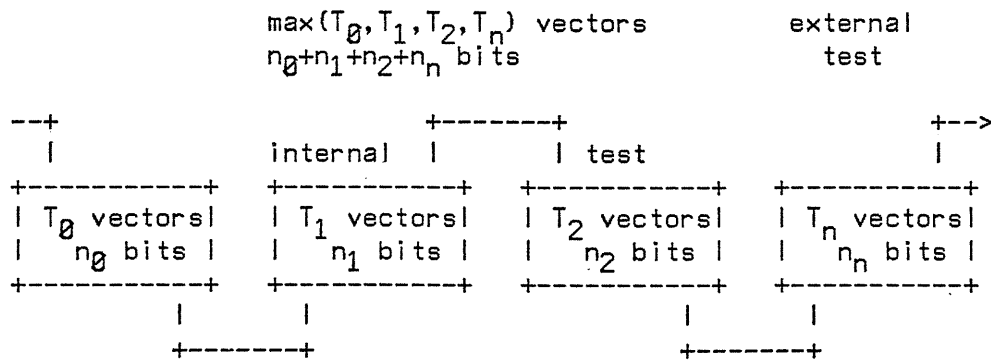 max(T0,T1,T2,Tn) vectors external
n0+n1+n2+nn bits test
internal test
T0 vectors T1 vectors T2 vectors Tn vectors
n0 bits n1 bits n2 bits nn bits